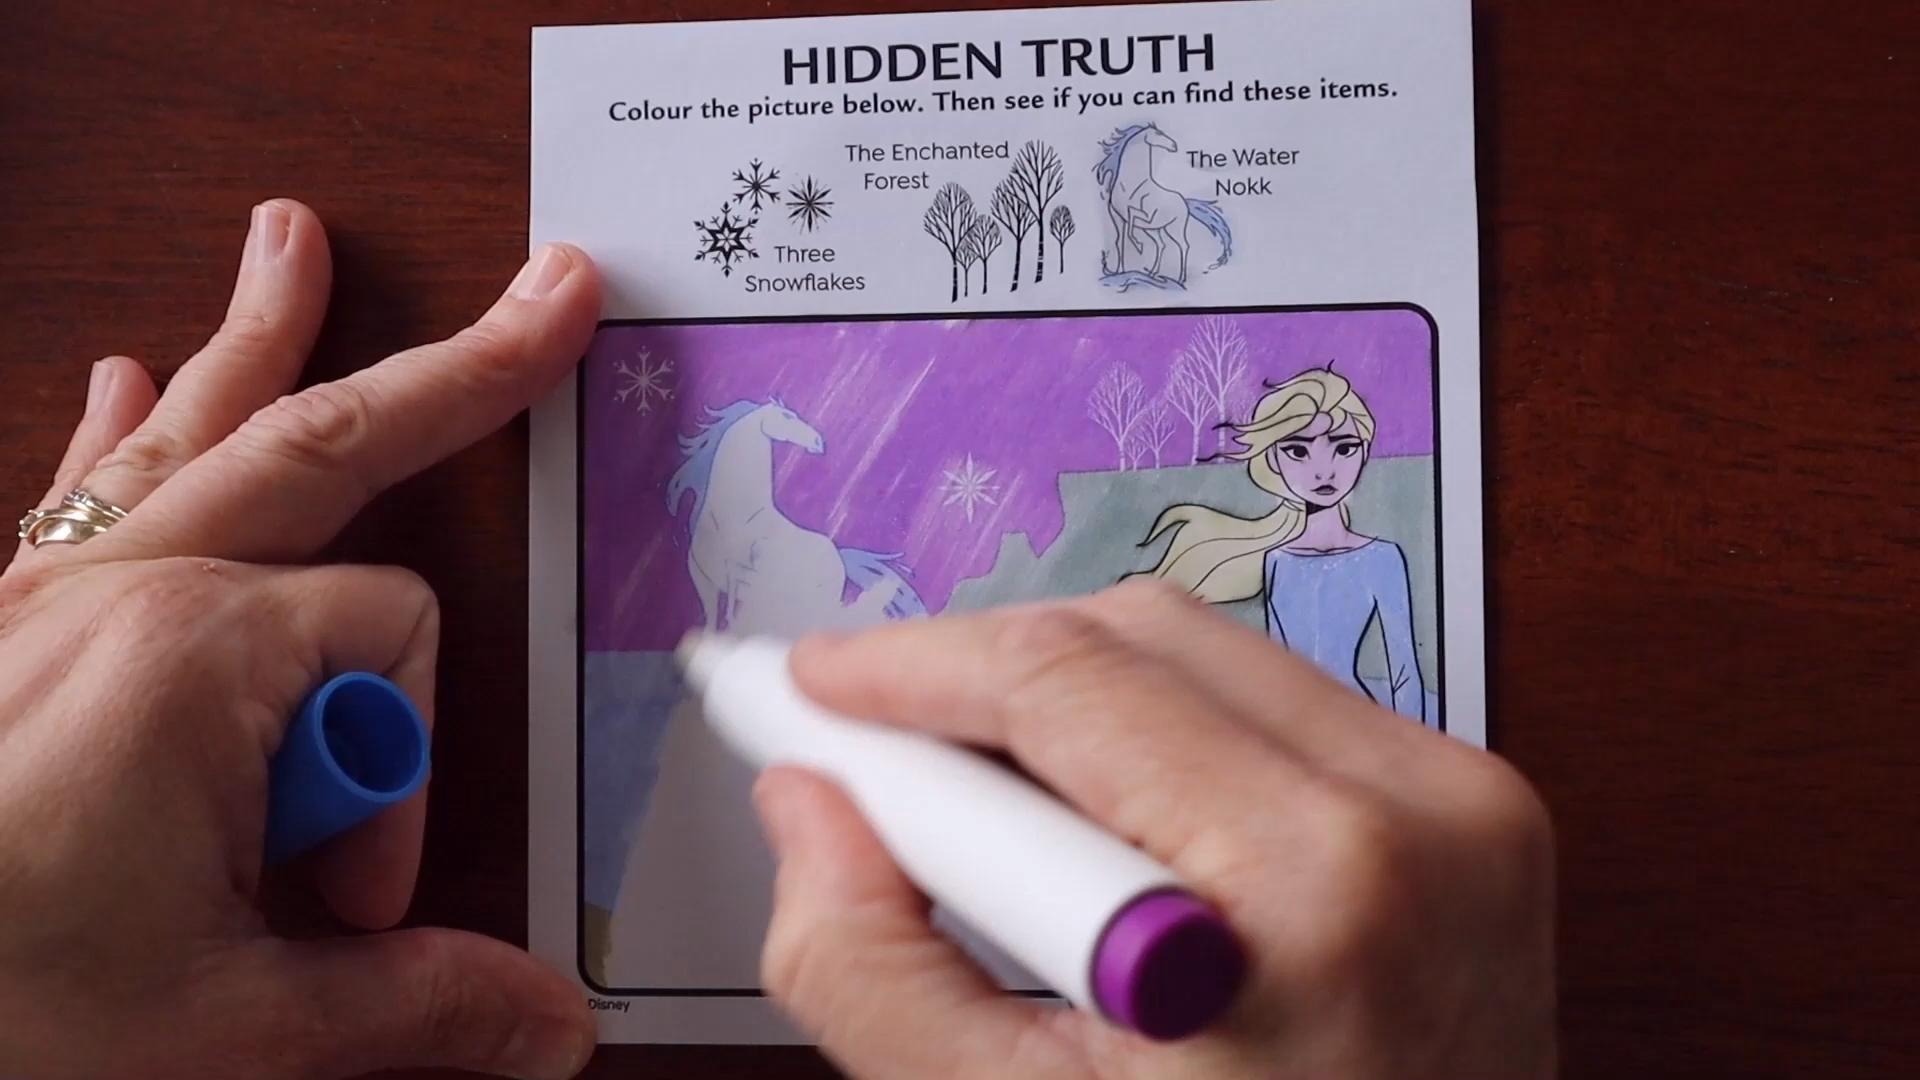 HIDDEN TRUTH
Colour the picture below. Then see if you can find these items.
The Enchanted
Forest
The Water
Nokk
Three
Snowflakes
Disney